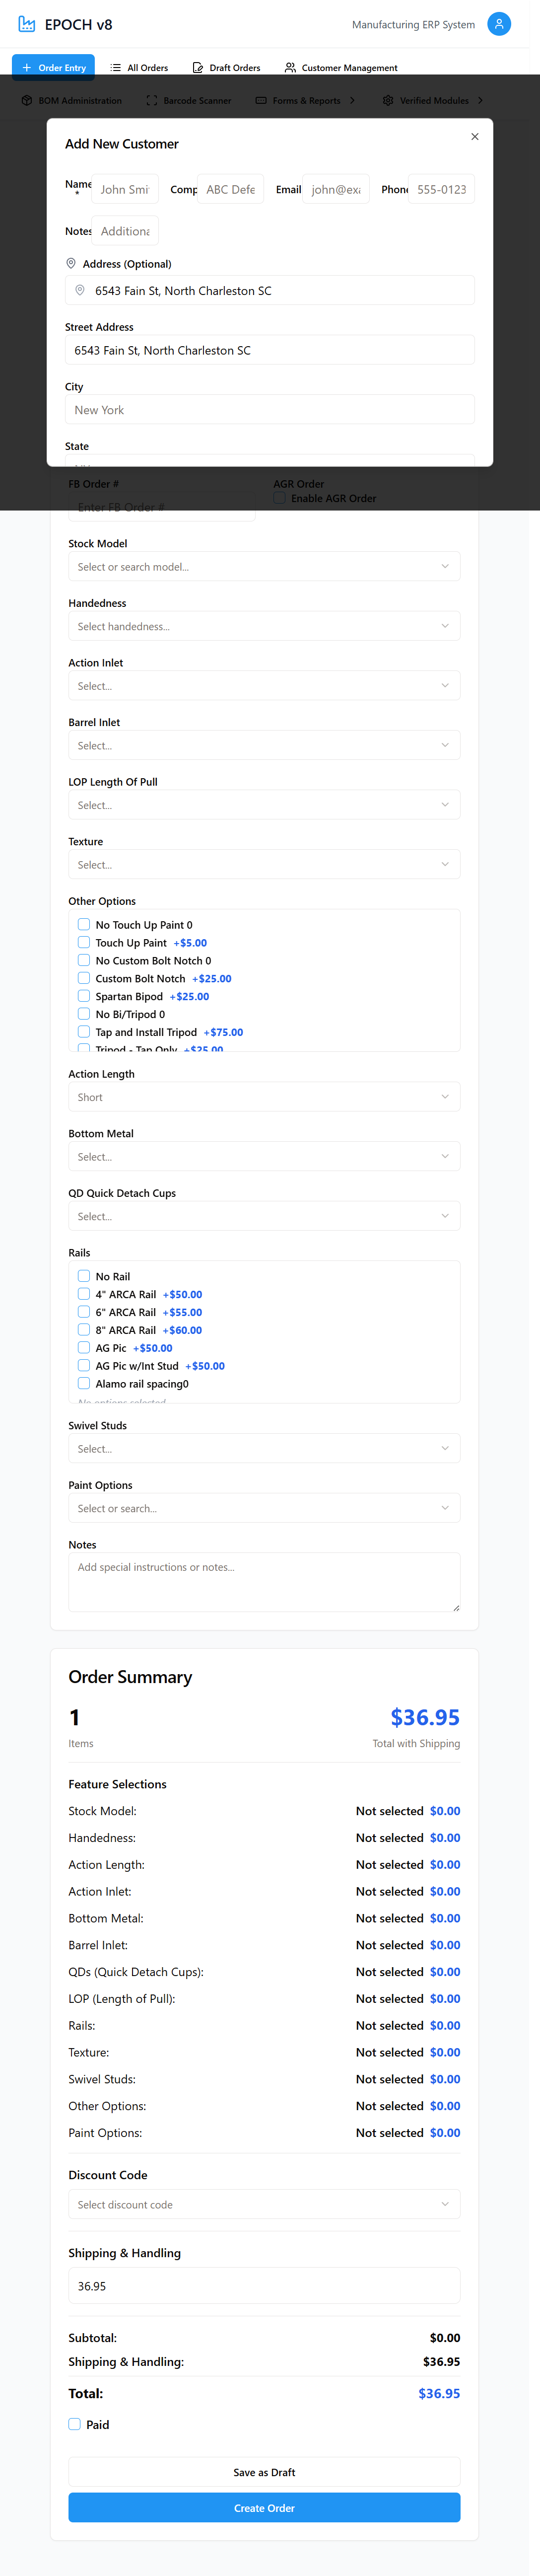 EPOCH v8
Manufacturing ERP System
Order Entry
All Orders
Draft Orders
Customer Management
BOM Administration
Barcode Scanner
Forms & Reports
Verified Modules
Add New Customer
Name *
John Smi
Comp
ABC Defe
Email
john@exa
Phone
555-0123
Notes
Additiona
Address (Optional)
6543 Fain St, North Charleston SC
Street Address
6543 Fain St, North Charleston SC
City
New York
State
FB Order #
AGR Order
Enter FB Order #
Enable AGR Order
Stock Model
Select or search model...
Handedness
Select handedness...
Action Inlet
Select...
Barrel Inlet
Select...
LOP Length Of Pull
Select...
Texture
Select...
Other Options
No Touch Up Paint 0
Touch Up Paint +$5.00
No Custom Bolt Notch 0
Custom Bolt Notch +$25.00
Spartan Bipod +$25.00
No Bi/Tripod 0
Tap and Install Tripod +$75.00
Tripod - Tap Only +$25.00
Action Length
Short
Bottom Metal
Select...
QD Quick Detach Cups
Select...
Rails
No Rail
4" ARCA Rail +$50.00
6" ARCA Rail +$55.00
8" ARCA Rail +$60.00
AG Pic +$50.00
AG Pic w/Int Stud +$50.00
Alamo rail spacing0
No options selected
Swivel Studs
Select...
Paint Options
Select or search...
Notes
Add special instructions or notes...
Order Summary
1
$36.95
Items
Total with Shipping
Feature Selections
Stock Model: Not selected $0.00
Handedness: Not selected $0.00
Action Length: Not selected $0.00
Action Inlet: Not selected $0.00
Bottom Metal: Not selected $0.00
Barrel Inlet: Not selected $0.00
QDs (Quick Detach Cups): Not selected $0.00
LOP (Length of Pull): Not selected $0.00
Rails: Not selected $0.00
Texture: Not selected $0.00
Swivel Studs: Not selected $0.00
Other Options: Not selected $0.00
Paint Options: Not selected $0.00
Discount Code
Select discount code
Shipping & Handling
36.95
Subtotal: $0.00
Shipping & Handling: $36.95
Total: $36.95
Paid
Save as Draft
Create Order